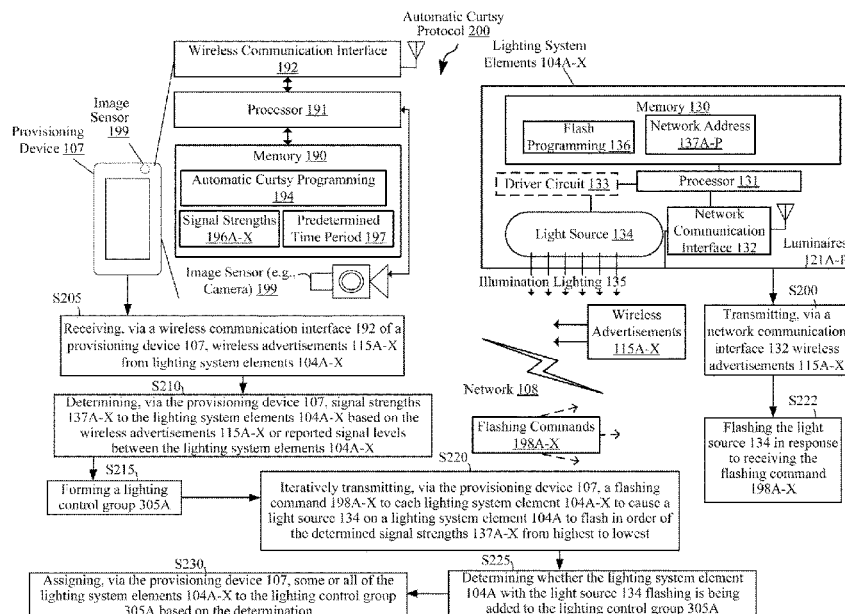 Automatic Curtsy
Protocol 200
Wireless Communication Interface
192
Image
Sensor
199
Provisioning
Device 107
Processor 191
Memory 190
Automatic Curtsy Programming
194
Signal Strengths
196A-X
Predetermined
Time Period 197
Image Sensor (e.g.,
Camera) 199
Lighting System
Elements 104A-X
Memory 130
Flash
Programming 136
Network Address
137A-P
Driver Circuit 133
Processor 131
Light Source 134
Network
Communication
Interface 132
Luminaires
121A-P
Illumination Lighting 135
S205
Receiving, via a wireless communication interface 192 of a
provisioning device 107, wireless advertisements 115A-X
from lighting system elements 104A-X
Wireless
Advertisements
115A-X
S200
Transmitting, via a
network communication
interface 132 wireless
advertisements 115A-X
S210
Determining, via the provisioning device 107, signal strengths
137A-X to the lighting system elements 104A-X based on the
wireless advertisements 115A-X or reported signal levels
between the lighting system elements 104A-X
Network 108
Flashing Commands
198A-X
S222
Flashing the light
source 134 in response
to receiving the
flashing command
198A-X
S215
Forming a lighting
control group 305A
S220
Iteratively transmitting, via the provisioning device 107, a flashing
command 198A-X to each lighting system element 104A-X to cause a
light source 134 on a lighting system element 104A to flash in order of
the determined signal strengths 137A-X from highest to lowest
S230
Assigning, via the provisioning device 107, some or all of the
lighting system elements 104A-X to the lighting control group
305A based on the determination
S225
Determining whether the lighting system element
104A with the light source 134 flashing is being
added to the lighting control group 305A